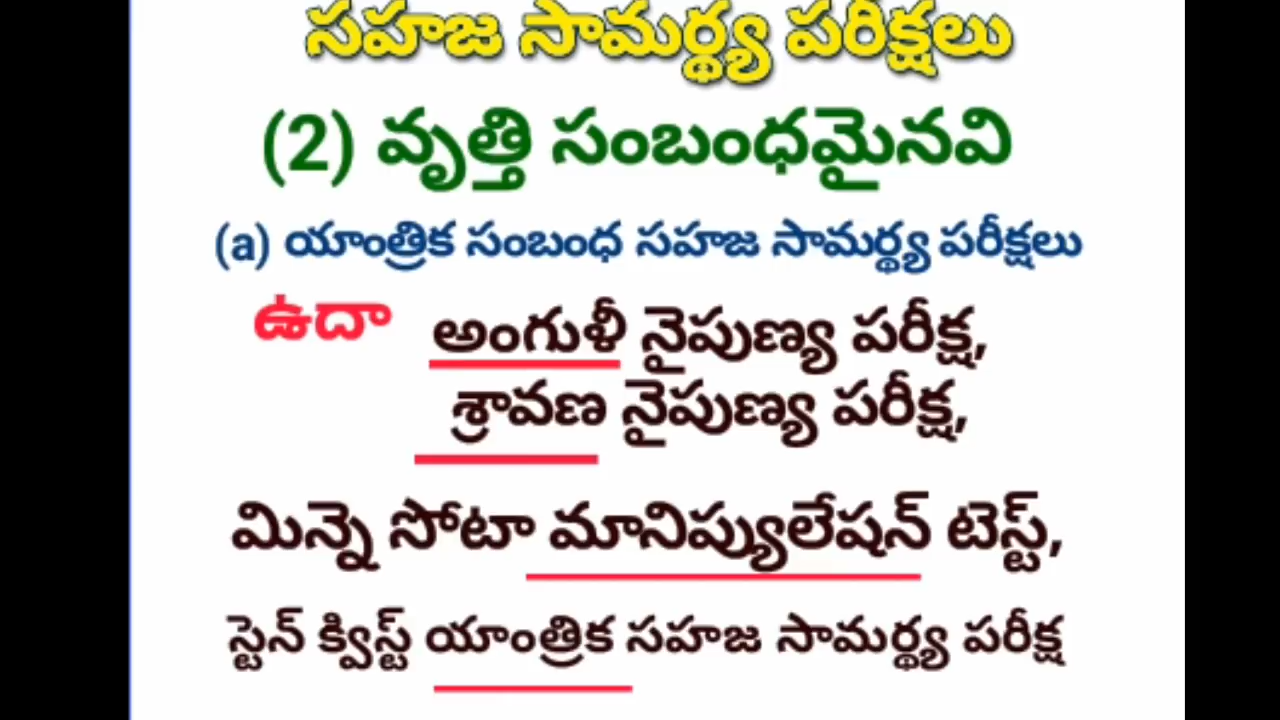 సహజ సామర్థ్య పరీక్షలు
(2) వృత్తి సంబంధమైనవి
(a) యాంత్రిక సంబంధ సహజ సామర్థ్య పరీక్షలు
ఉదా అంగుళీ నైపుణ్య పరీక్ష,
శ్రావణ నైపుణ్య పరీక్ష,
మిన్నె సోటా మానిప్యులేషన్ టెస్ట్,
స్టెన్ క్విస్ట్ యాంత్రిక సహజ సామర్థ్య పరీక్ష